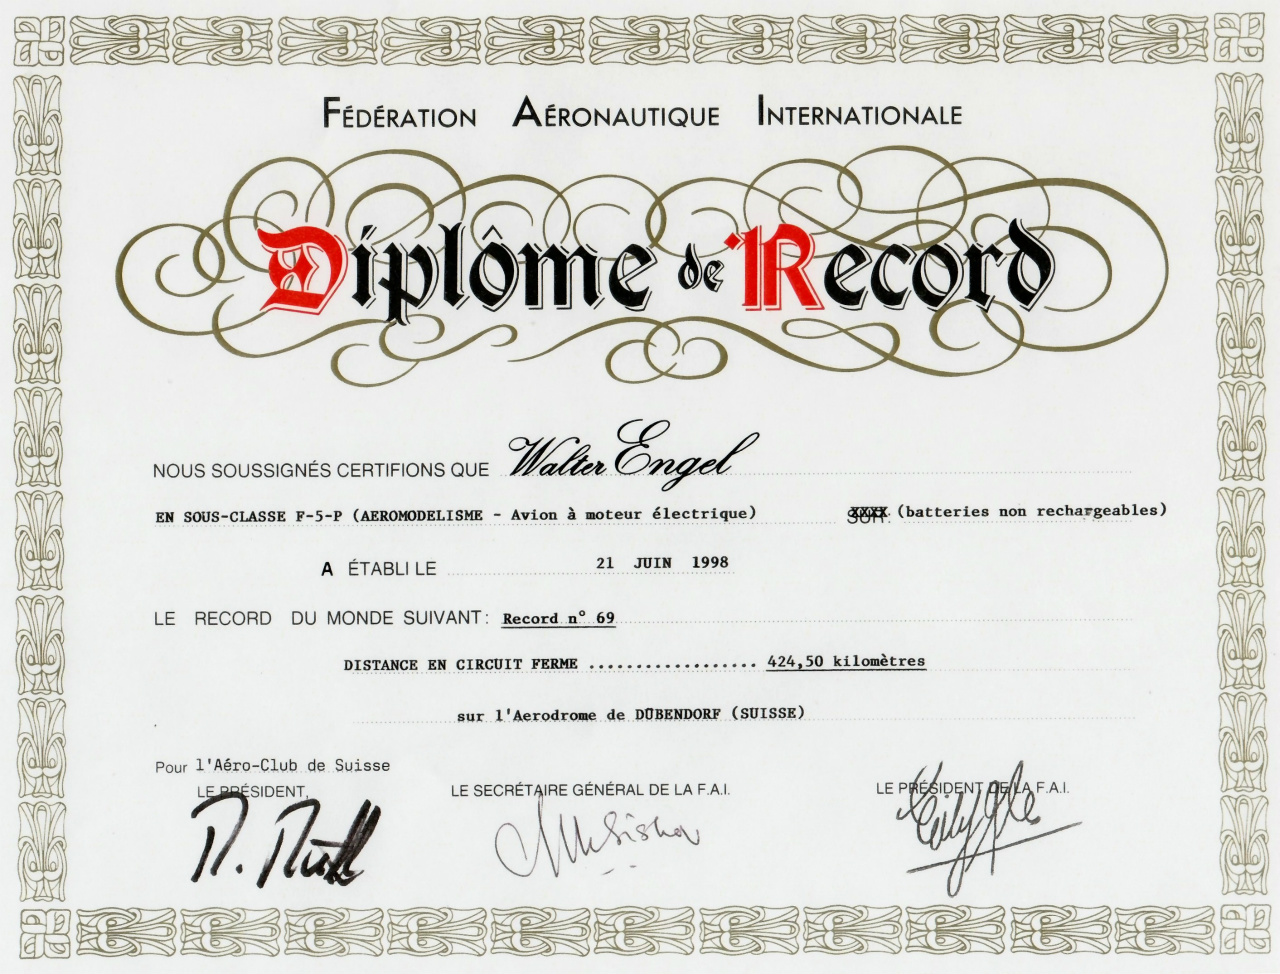 FÉDÉRATION AÉRONAUTIQUE INTERNATIONALE
Diplôme de Record
NOUS SOUSSIGNÉS CERTIFIONS QUE Walter Engel
EN SOUS-CLASSE F-5-P (AEROMODELISME - Avion à moteur électrique) (batteries non rechargeables)
A ÉTABLI LE 21 JUIN 1998
LE RECORD DU MONDE SUIVANT: Record n° 69
DISTANCE EN CIRCUIT FERME .................. 424,50 kilomètres
sur l'Aerodrome de DÜBENDORF (SUISSE)
Pour l'Aéro-Club de Suisse
LE PRÉSIDENT, LE SECRÉTAIRE GÉNÉRAL DE LA F.A.I. LE PRÉSIDENT DE LA F.A.I.